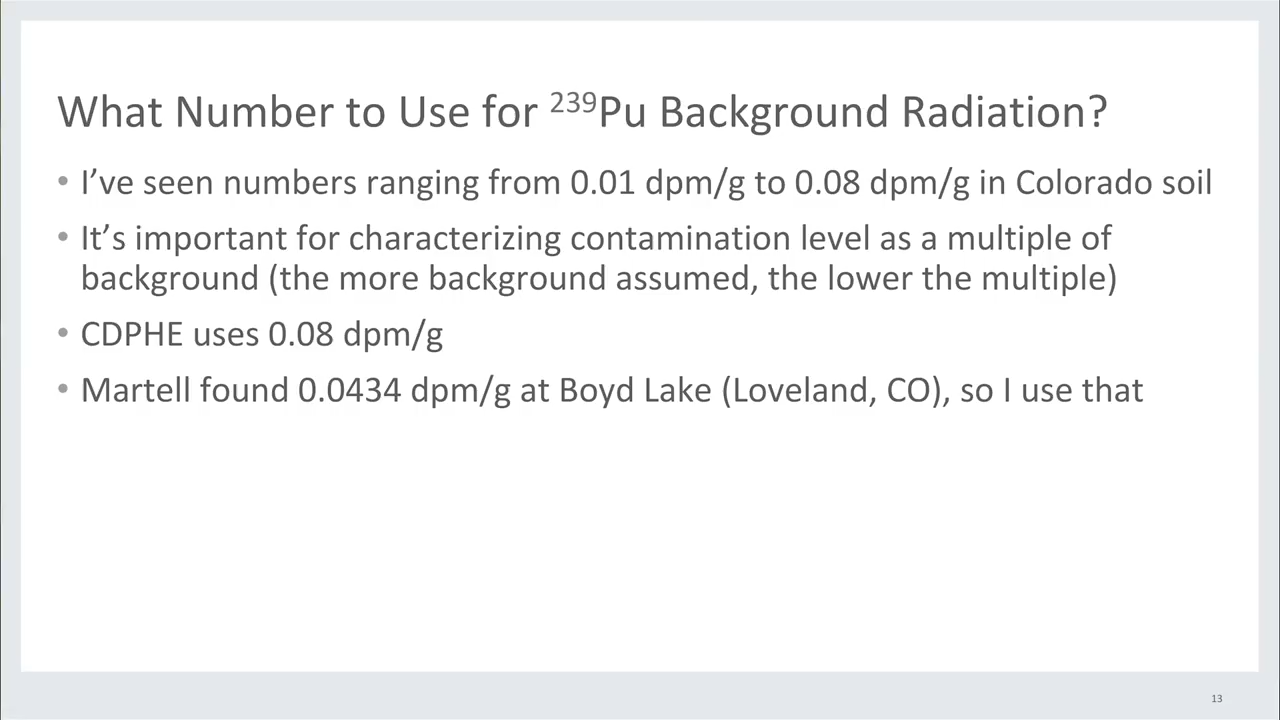 What Number to Use for ²³⁹Pu Background Radiation?
• I’ve seen numbers ranging from 0.01 dpm/g to 0.08 dpm/g in Colorado soil
• It’s important for characterizing contamination level as a multiple of
background (the more background assumed, the lower the multiple)
• CDPHE uses 0.08 dpm/g
• Martell found 0.0434 dpm/g at Boyd Lake (Loveland, CO), so I use that
13